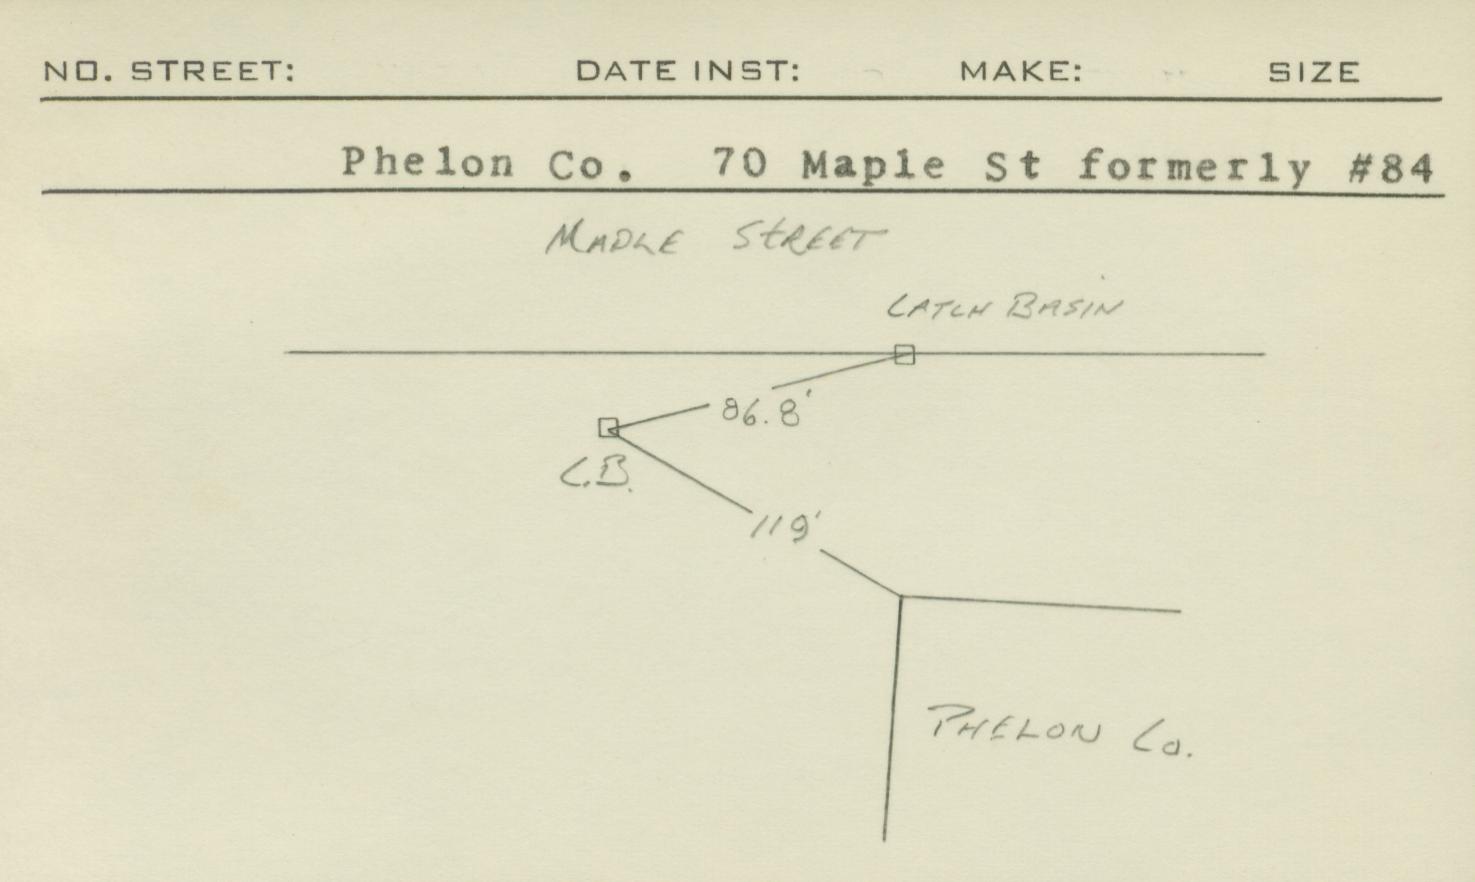 NO. STREET: DATE INST: MAKE: SIZE
Phelon Co. 70 Maple St formerly #84
MAPLE STREET
CATCH BASIN
86.8'
C.B.
119'
PHELON Co.